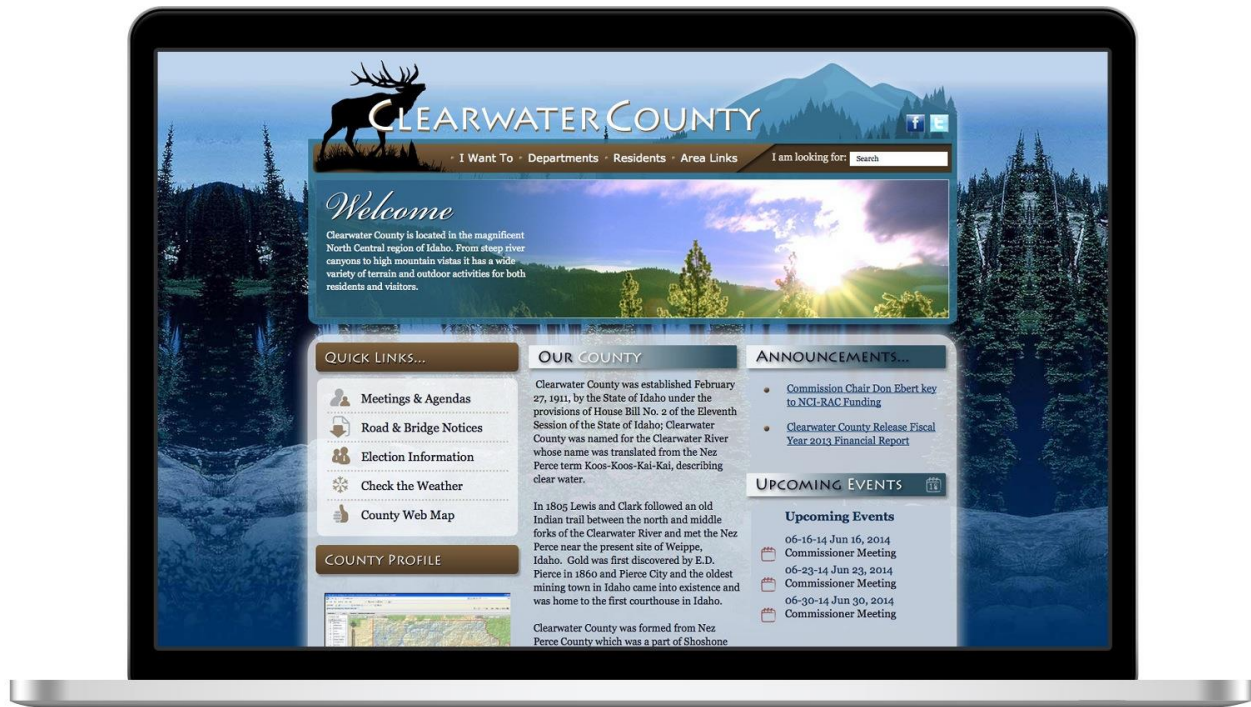 CLEARWATER COUNTY
f t
• I Want To • Departments • Residents • Area Links
I am looking for: Search
Welcome
Clearwater County is located in the magnificent
North Central region of Idaho. From steep river
canyons to high mountain vistas it has a wide
variety of terrain and outdoor activities for both
residents and visitors.
QUICK LINKS...
Meetings & Agendas
Road & Bridge Notices
Election Information
Check the Weather
County Web Map
COUNTY PROFILE
OUR COUNTY
Clearwater County was established February
27, 1911, by the State of Idaho under the
provisions of House Bill No. 2 of the Eleventh
Session of the State of Idaho; Clearwater
County was named for the Clearwater River
whose name was translated from the Nez
Perce term Koos-Koos-Kai-Kai, describing
clear water.
In 1805 Lewis and Clark followed an old
Indian trail between the north and middle
forks of the Clearwater River and met the Nez
Perce near the present site of Weippe,
Idaho.  Gold was first discovered by E.D.
Pierce in 1860 and Pierce City and the oldest
mining town in Idaho came into existence and
was home to the first courthouse in Idaho.
Clearwater County was formed from Nez
Perce County which was a part of Shoshone
ANNOUNCEMENTS...
Commission Chair Don Ebert key
to NCI-RAC Funding
Clearwater County Release Fiscal
Year 2013 Financial Report
UPCOMING EVENTS
Upcoming Events
06-16-14 Jun 16, 2014
Commissioner Meeting
06-23-14 Jun 23, 2014
Commissioner Meeting
06-30-14 Jun 30, 2014
Commissioner Meeting